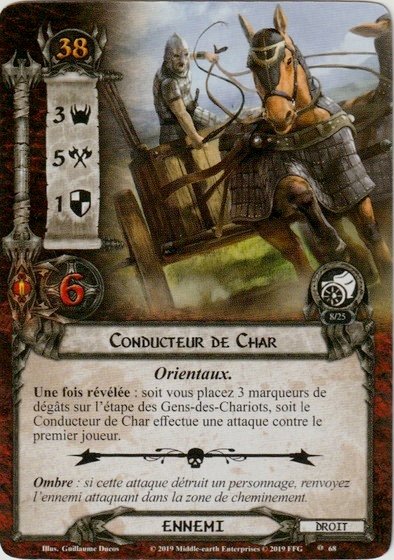 38
3
5
1
6
8/25
Conducteur de Char
Orientaux.
Une fois révélée : soit vous placez 3 marqueurs de
dégâts sur l'étape des Gens-des-Chariots, soit le
Conducteur de Char effectue une attaque contre le
premier joueur.
Ombre : si cette attaque détruit un personnage, renvoyez
l'ennemi attaquant dans la zone de cheminement.
ENNEMI
DROIT
Illus. Guillaume Ducos
© 2019 Middle-earth Enterprises © 2019 FFG
68